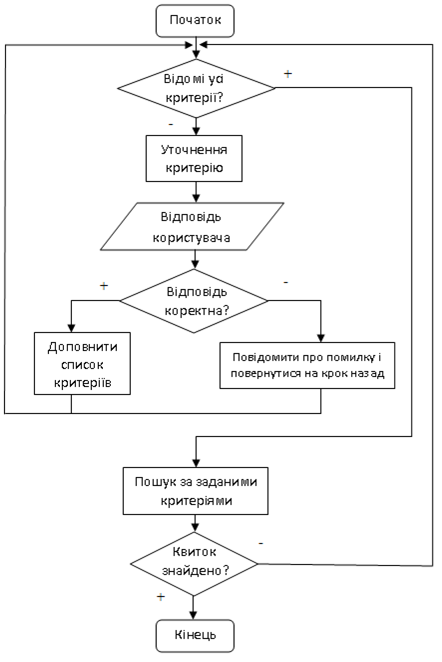 Початок
Відомі усі
критерії?
+
-
Уточнення
критерію
Відповідь
користувача
Відповідь
коректна?
+
-
Доповнити
список
критеріїв
Повідомити про помилку і
повернутися на крок назад
Пошук за заданими
критеріями
Квиток
знайдено?
-
+
Кінець